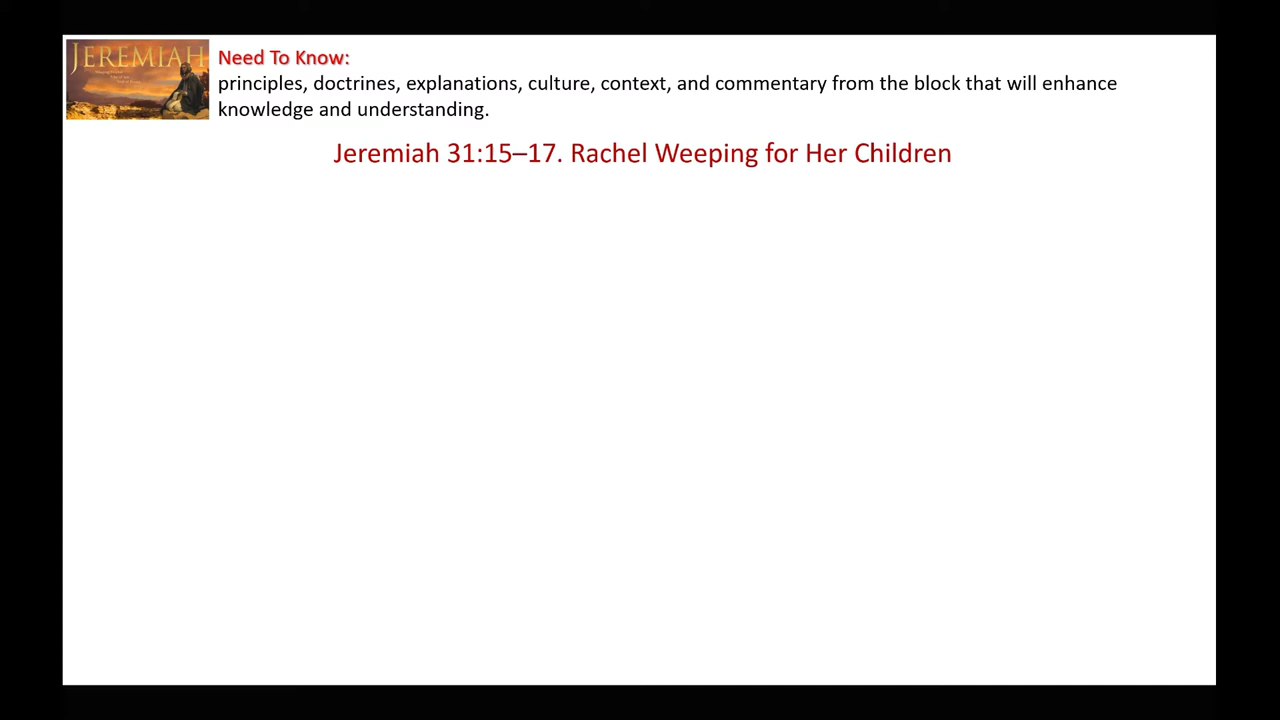 JEREMIAH
Need To Know:
principles, doctrines, explanations, culture, context, and commentary from the block that will enhance
knowledge and understanding.
Jeremiah 31:15–17. Rachel Weeping for Her Children